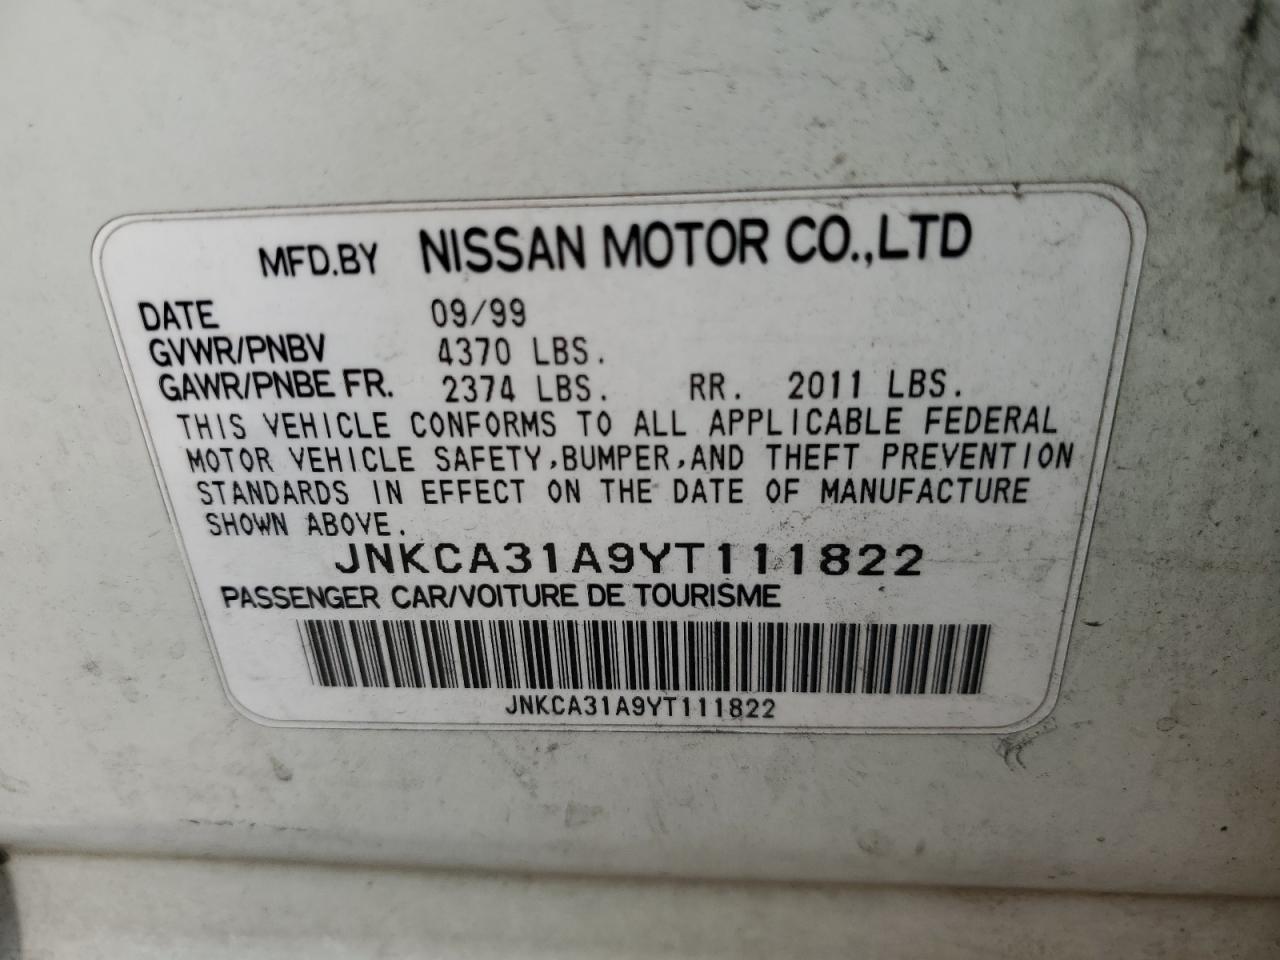 MFD.BY NISSAN MOTOR CO.,LTD
DATE 09/99
GVWR/PNBV 4370 LBS.
GAWR/PNBE FR. 2374 LBS. RR. 2011 LBS.
THIS VEHICLE CONFORMS TO ALL APPLICABLE FEDERAL
MOTOR VEHICLE SAFETY,BUMPER,AND THEFT PREVENTION
STANDARDS IN EFFECT ON THE DATE OF MANUFACTURE
SHOWN ABOVE.
JNKCA31A9YT111822
PASSENGER CAR/VOITURE DE TOURISME
JNKCA31A9YT111822